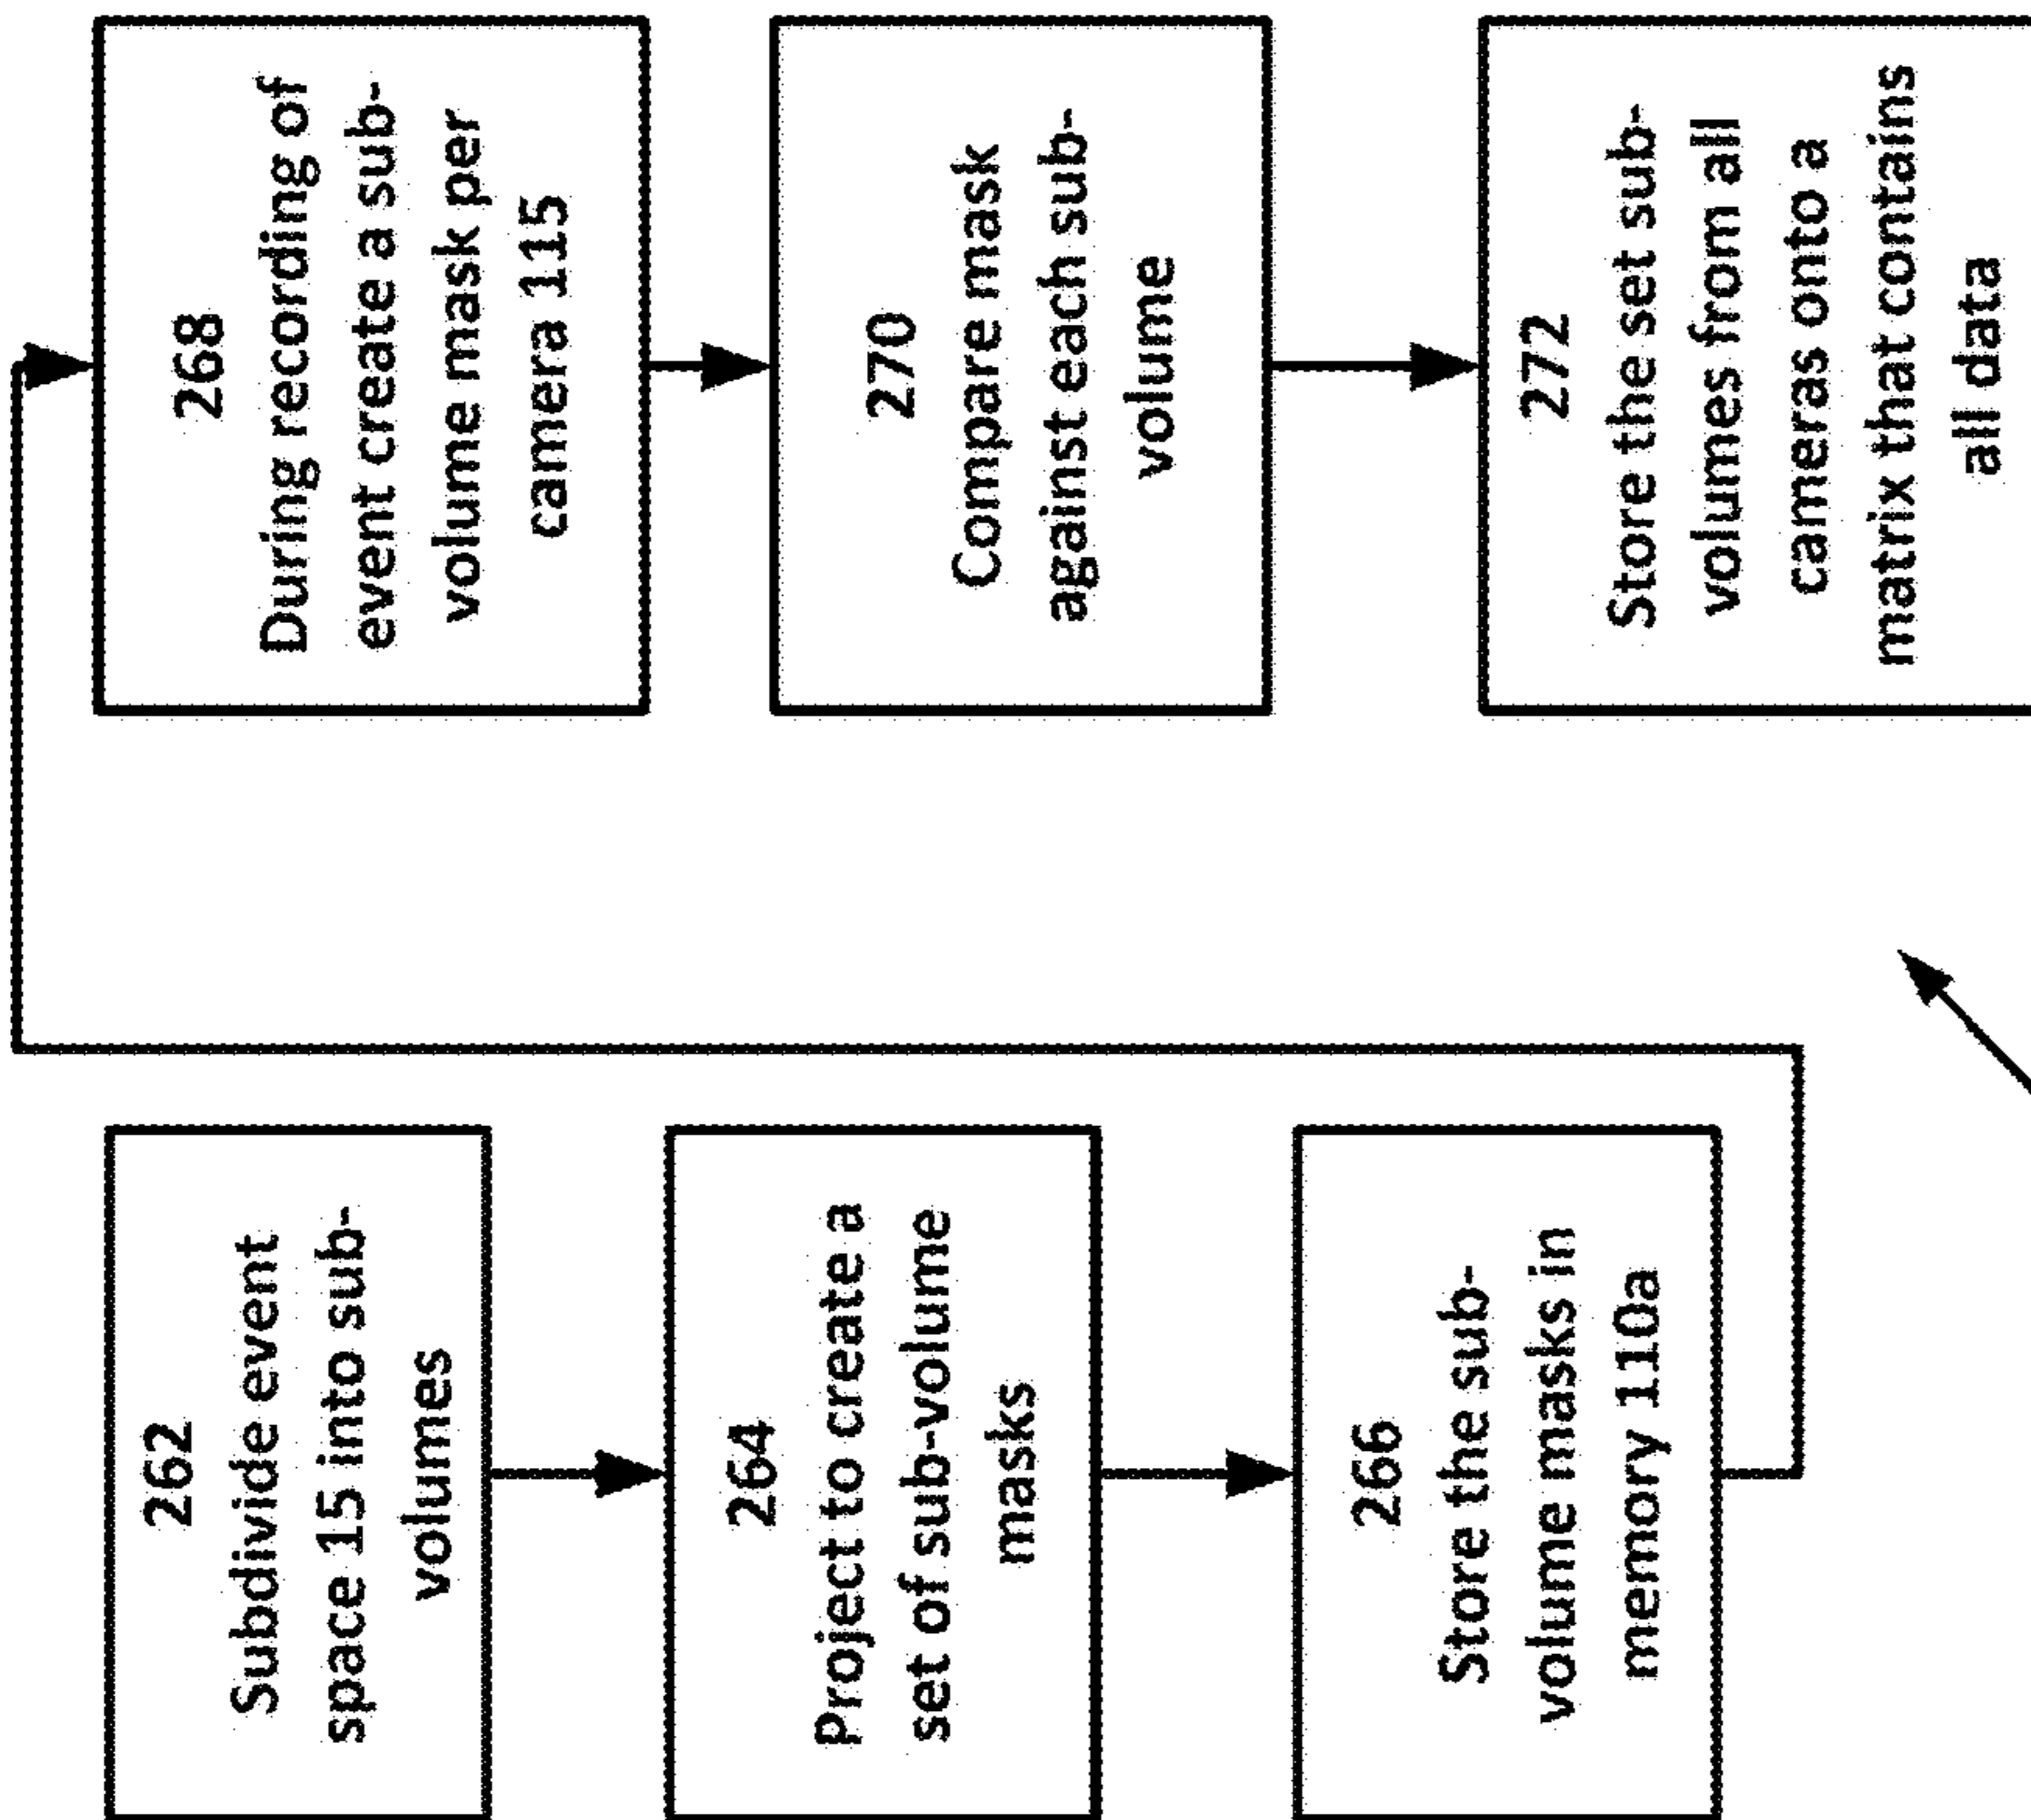 262
Subdivide event
space 15 into sub-
volumes
264
Project to create a
set of sub-volume
masks
266
Store the sub-
volume masks in
memory 110a
268
During recording of
event create a sub-
volume mask per
camera 115
270
Compare mask
against each sub-
volume
272
Store the set sub-
volumes from all
cameras onto a
matrix that contains
all data